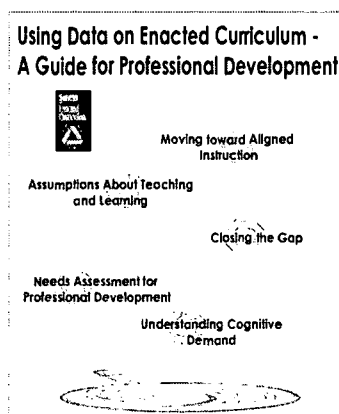 Using Data on Enacted Curriculum -
A Guide for Professional Development
Moving toward Aligned
Instruction
Assumptions About Teaching
and Learning
Closing the Gap
Needs Assessment for
Professional Development
Understanding Cognitive
Demand